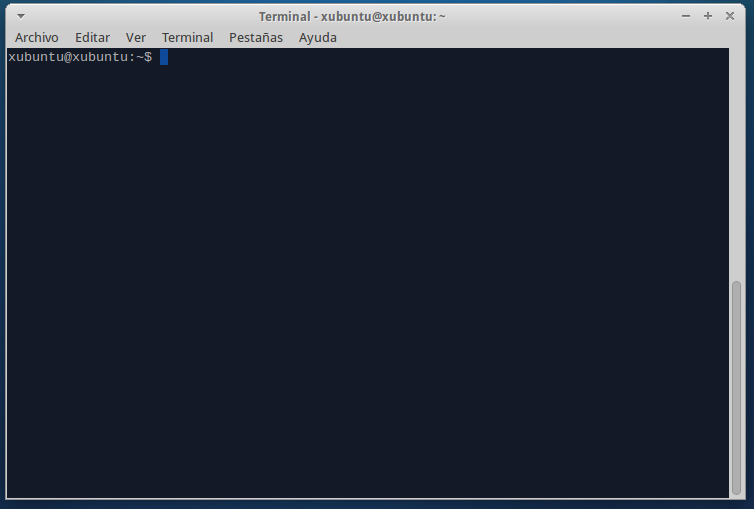 Terminal - xubuntu@xubuntu: ~
Archivo Editar Ver Terminal Pestañas Ayuda
xubuntu@xubuntu:~$